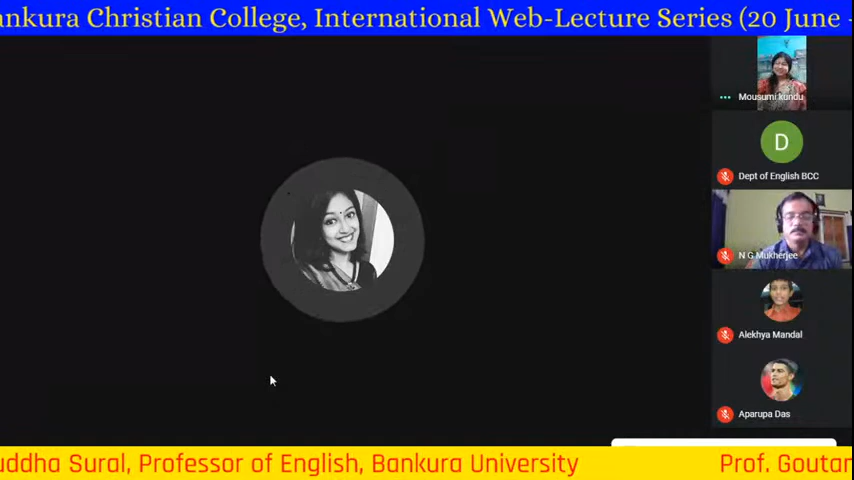 ankura Christian College, International Web-Lecture Series (20 June -
Mousumi kundu
D
Dept of English BCC
N G Mukherjee
Alekhya Mandal
Aparupa Das
uddha Sural, Professor of English, Bankura University
Prof. Goutam